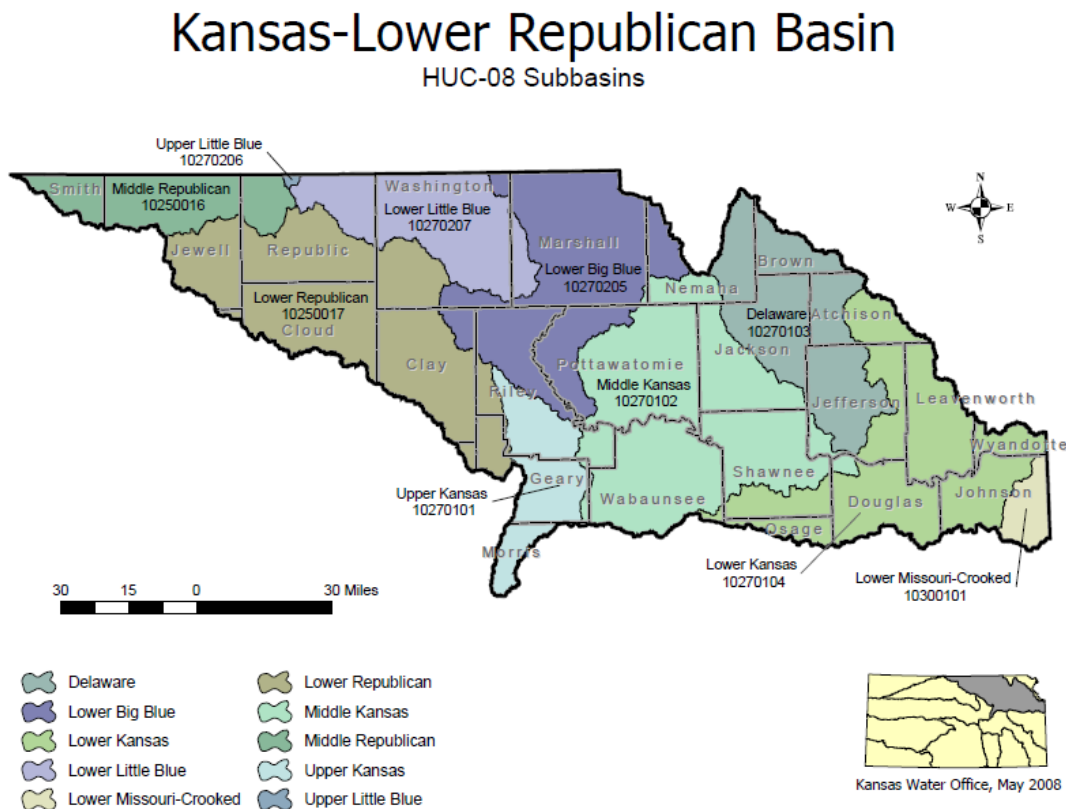 Kansas-Lower Republican Basin
HUC-08 Subbasins
Upper Little Blue
10270206
N
W
E
S
Smith
Middle Republican
10250016
Washington
Lower Little Blue
10270207
Marshall
Jewell
Republic
Lower Big Blue
10270205
Nemaha
Brown
Lower Republican
10250017
Cloud
Delaware
10270103
Atchison
Clay
Pottawatomie
Jackson
Riley
Middle Kansas
10270102
Jefferson
Leavenworth
Wyandotte
Geary
Shawnee
Upper Kansas
10270101
Wabaunsee
Douglas
Johnson
Osage
Morris
Lower Kansas
10270104
Lower Missouri-Crooked
10300101
30 15 0 30 Miles
Delaware
Lower Big Blue
Lower Kansas
Lower Little Blue
Lower Missouri-Crooked
Lower Republican
Middle Kansas
Middle Republican
Upper Kansas
Upper Little Blue
Kansas Water Office, May 2008